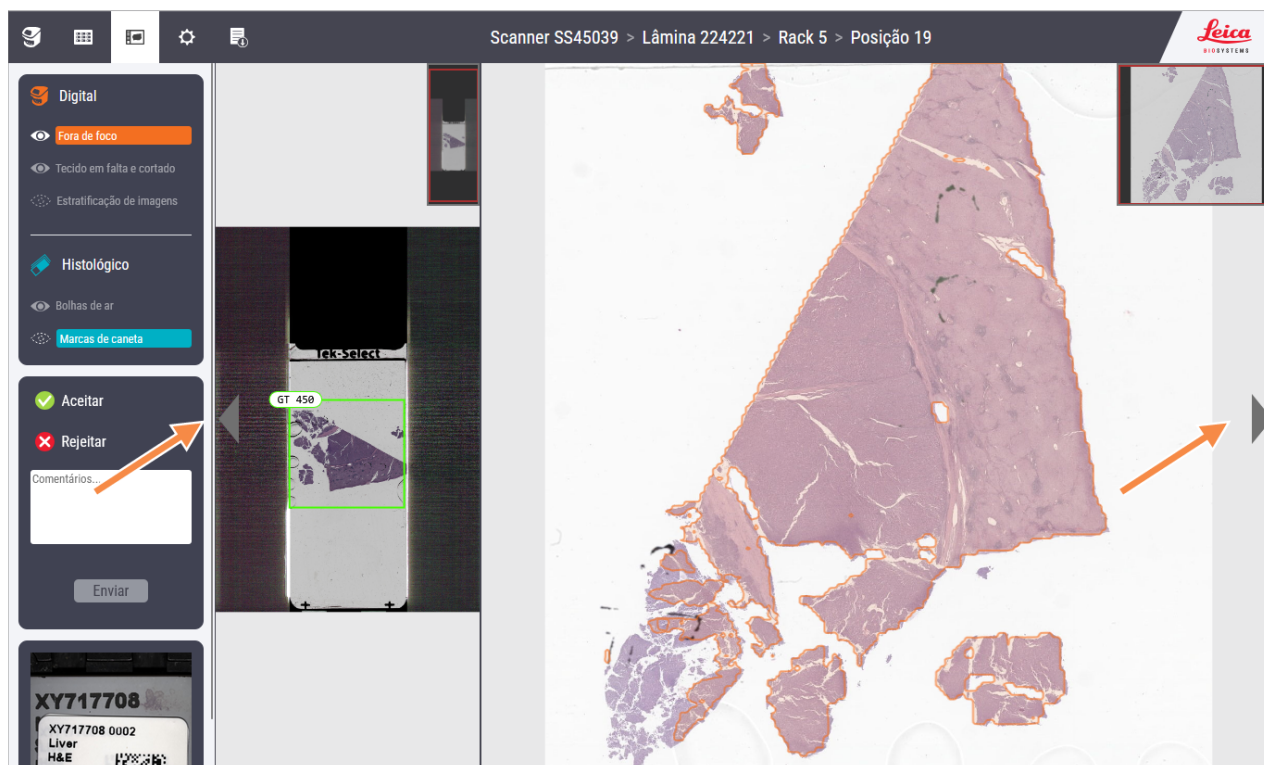 Scanner SS45039 > Lâmina 224221 > Rack 5 > Posição 19
Leica
BIOSYSTEMS
Digital
Fora de foco
Tecido em falta e cortado
Estratificação de imagens
Histológico
Bolhas de ar
Marcas de caneta
Aceitar
Rejeitar
Comentários...
Enviar
XY717708
XY717708 0002
Liver
H&E
Tek-Select
GT 450